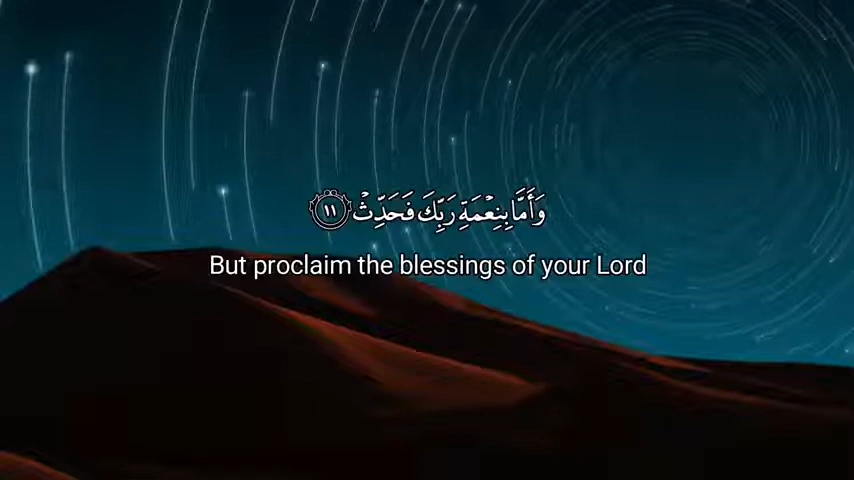 وَأَمَّا بِنِعْمَةِ رَبِّكَ فَحَدِّثْ ١١
But proclaim the blessings of your Lord